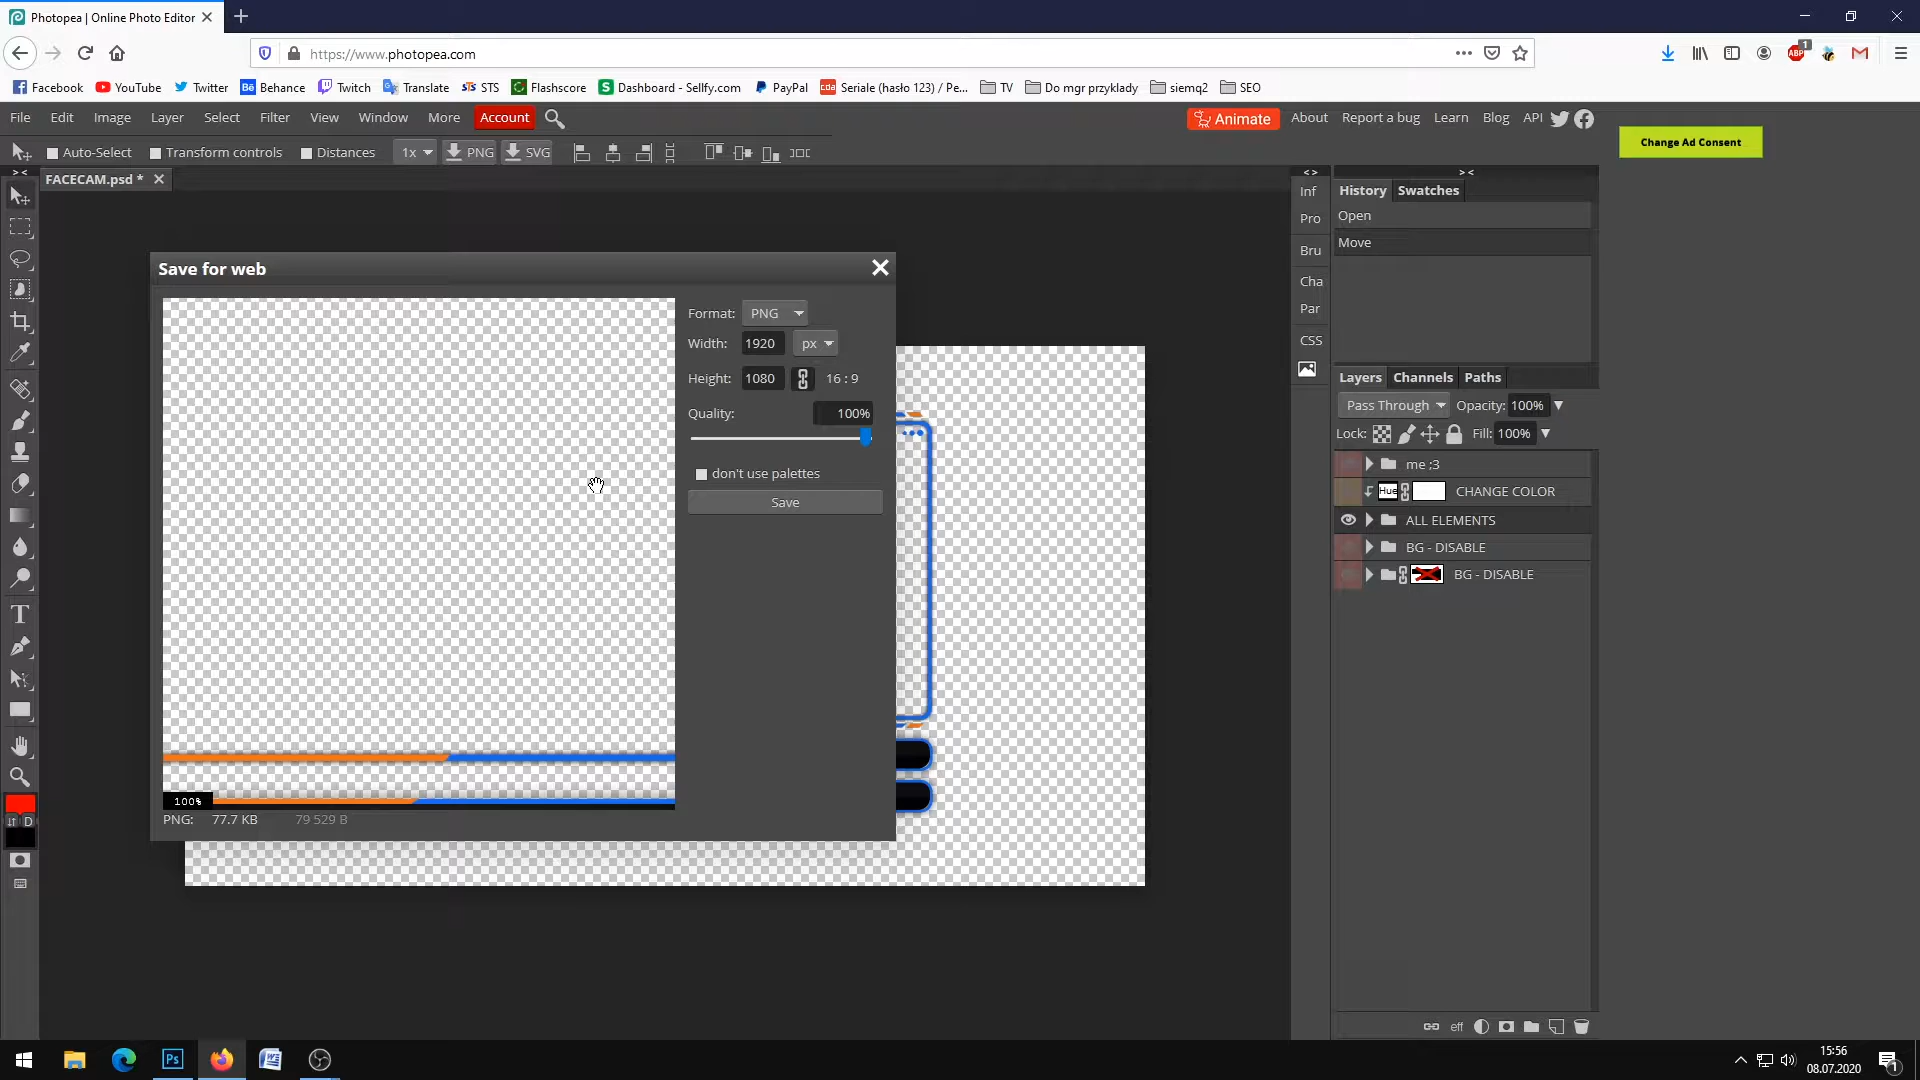 Photopea | Online Photo Editor
https://www.photopea.com
Facebook YouTube Twitter Behance Twitch Translate STS Flashscore Dashboard - Sellfy.com PayPal Seriale (hasło 123) / Pe... TV Do mgr przyklady siemq2 SEO
File Edit Image Layer Select Filter View Window More Account
Animate About Report a bug Learn Blog API
Change Ad Consent
Auto-Select Transform controls Distances 1x PNG SVG
FACECAM.psd *
Save for web
Format: PNG
Width: 1920 px
Height: 1080 16 : 9
Quality: 100%
don't use palettes
Save
100%
PNG: 77.7 KB 79 529 B
Inf
Pro
Bru
Cha
Par
CSS
History Swatches
Open
Move
Layers Channels Paths
Pass Through Opacity: 100%
Lock: Fill: 100%
me ;3
Hue CHANGE COLOR
ALL ELEMENTS
BG - DISABLE
BG - DISABLE
eff
D
Ps
15:56
08.07.2020
1